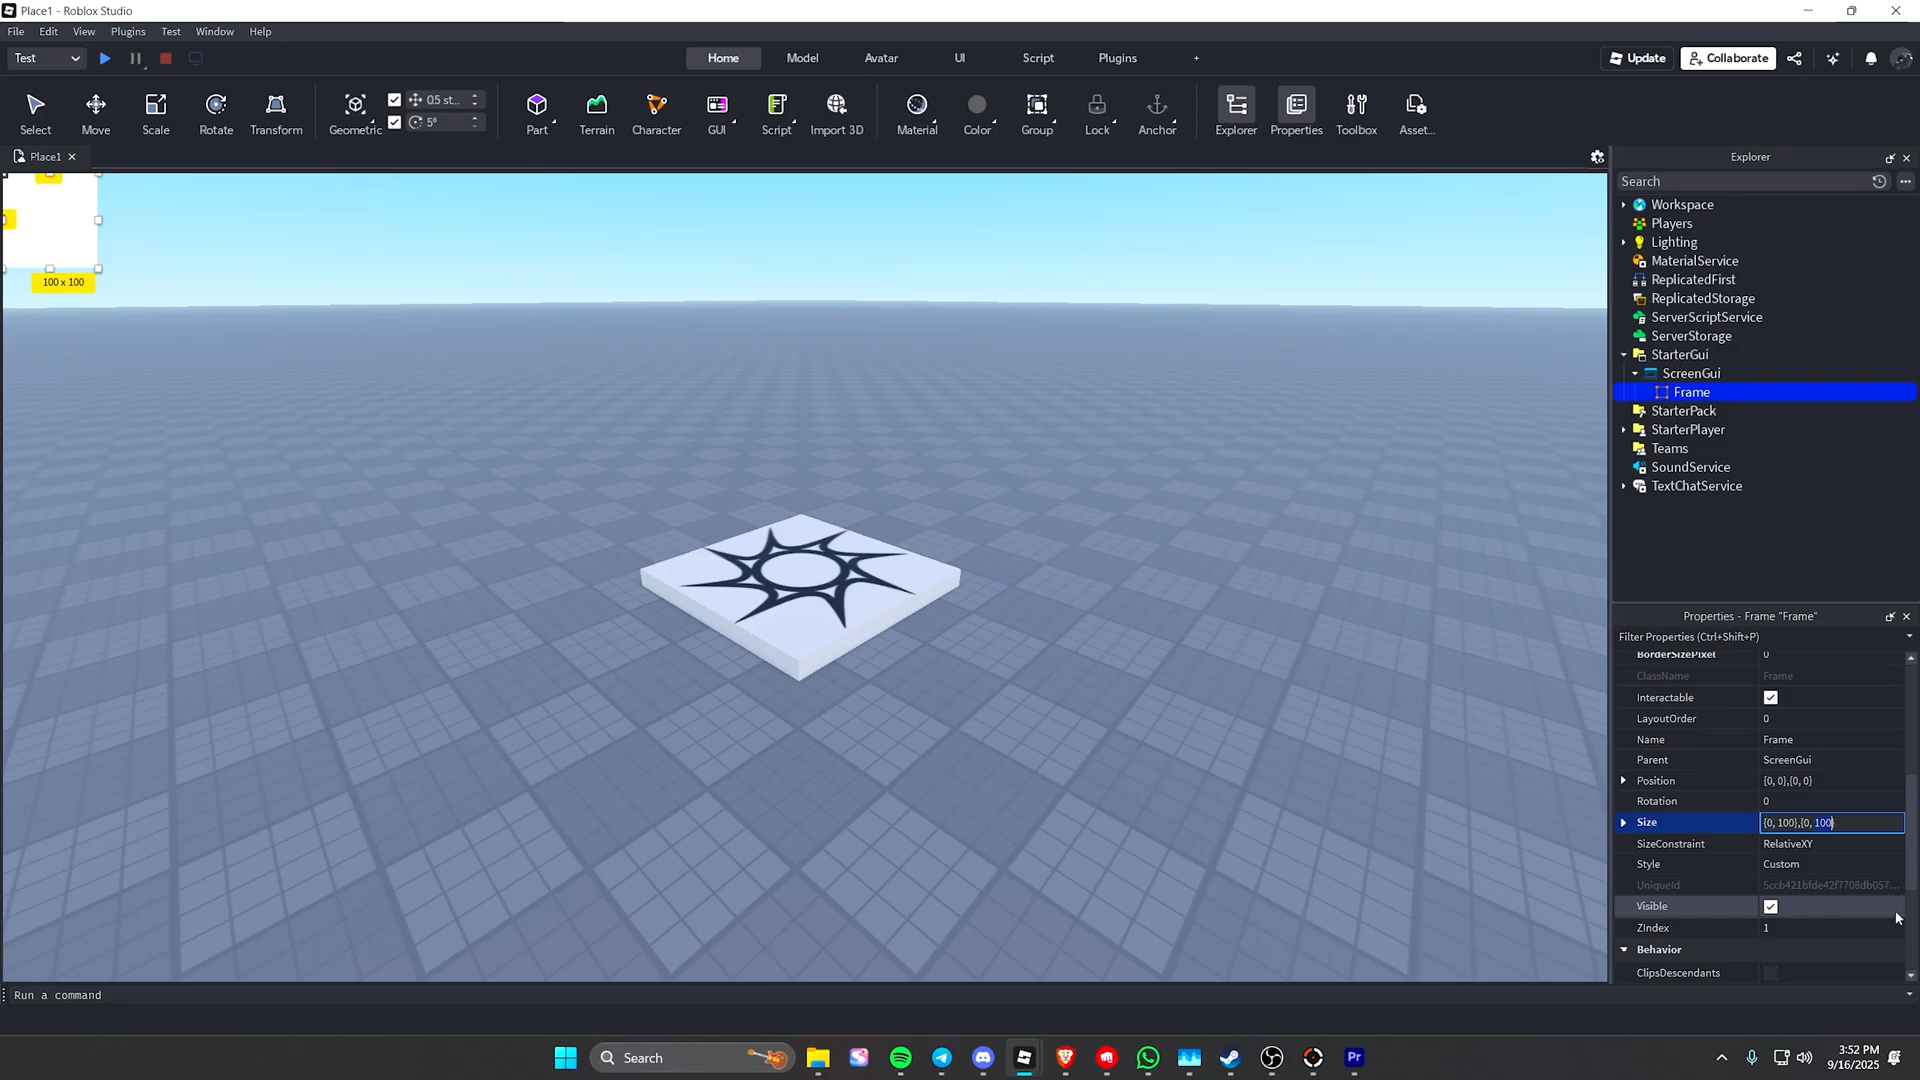 Place1 - Roblox Studio
File Edit View Plugins Test Window Help
Test
Home Model Avatar UI Script Plugins +
Update Collaborate
Select Move Scale Rotate Transform
Geometric
0.5 st...
5°
Part Terrain Character GUI Script Import 3D
Material Color Group Lock Anchor
Explorer Properties Toolbox Asset...
Place1
100 x 100
Explorer
Search
Workspace
Players
Lighting
MaterialService
ReplicatedFirst
ReplicatedStorage
ServerScriptService
ServerStorage
StarterGui
ScreenGui
Frame
StarterPack
StarterPlayer
Teams
SoundService
TextChatService
Properties - Frame "Frame"
Filter Properties (Ctrl+Shift+P)
BorderSizePixel 0
ClassName Frame
Interactable
LayoutOrder 0
Name Frame
Parent ScreenGui
Position {0, 0},{0, 0}
Rotation 0
Size {0, 100},{0, 100}
SizeConstraint RelativeXY
Style Custom
UniqueId 5ccb421bfde42f7708db057...
Visible
ZIndex 1
Behavior
ClipsDescendants
Run a command
Search
Pr
3:52 PM
9/16/2025